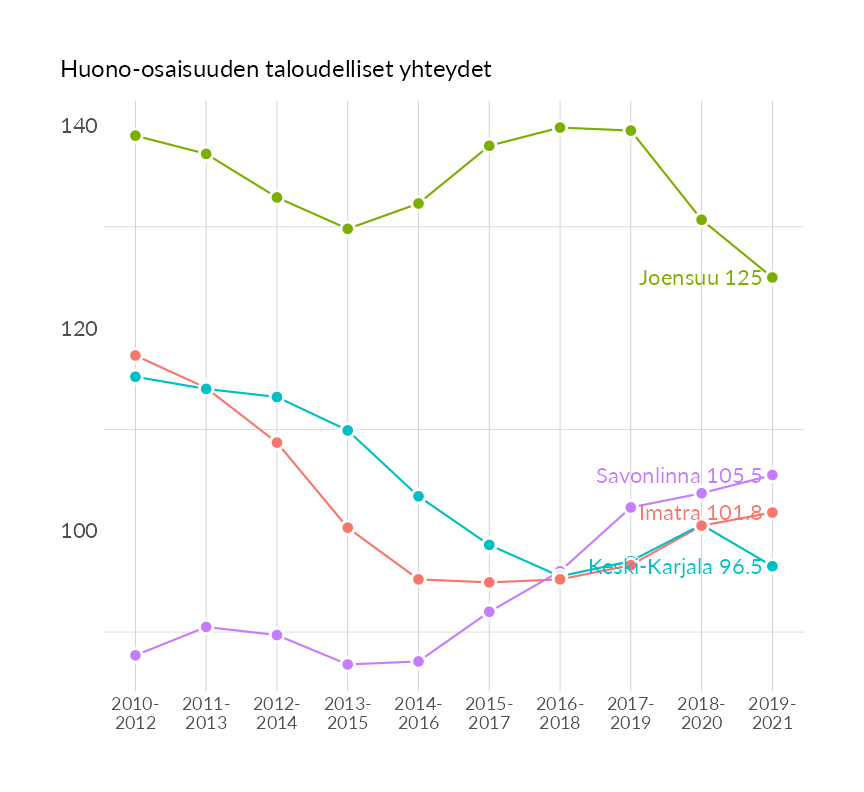 Huono-osaisuuden taloudelliset yhteydet
140
120
100
Joensuu 125
Savonlinna 105.5
Imatra 101.8
Keski-Karjala 96.5
2010- 2011- 2012- 2013- 2014- 2015- 2016- 2017- 2018- 2019-
2012 2013 2014 2015 2016 2017 2018 2019 2020 2021